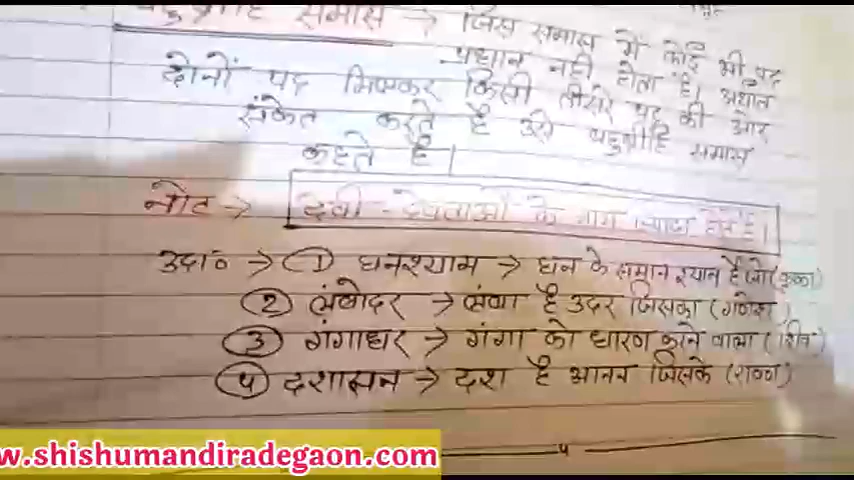 बहुव्रीहि समास → जिस समास में कोई भी पद
प्रधान नही होता है। अर्थात
दोनों पद मिलकर किसी तीसरे पद की ओर
संकेत करते है उसे बहुव्रीहि समास
कहते है।
नोट → देवी - देवताओं के नाम ज्यादा होते है।
उदा० → ① घनश्याम → घन के समान श्याम है जो (कृष्ण)
② लंबोदर → लंबा है उदर जिसका (गणेश)
③ गंगाधर → गंगा को धारण करने वाला (शिव)
④ दशासन → दश है आनन जिसके (रावण)
w.shishumandiradegaon.com/